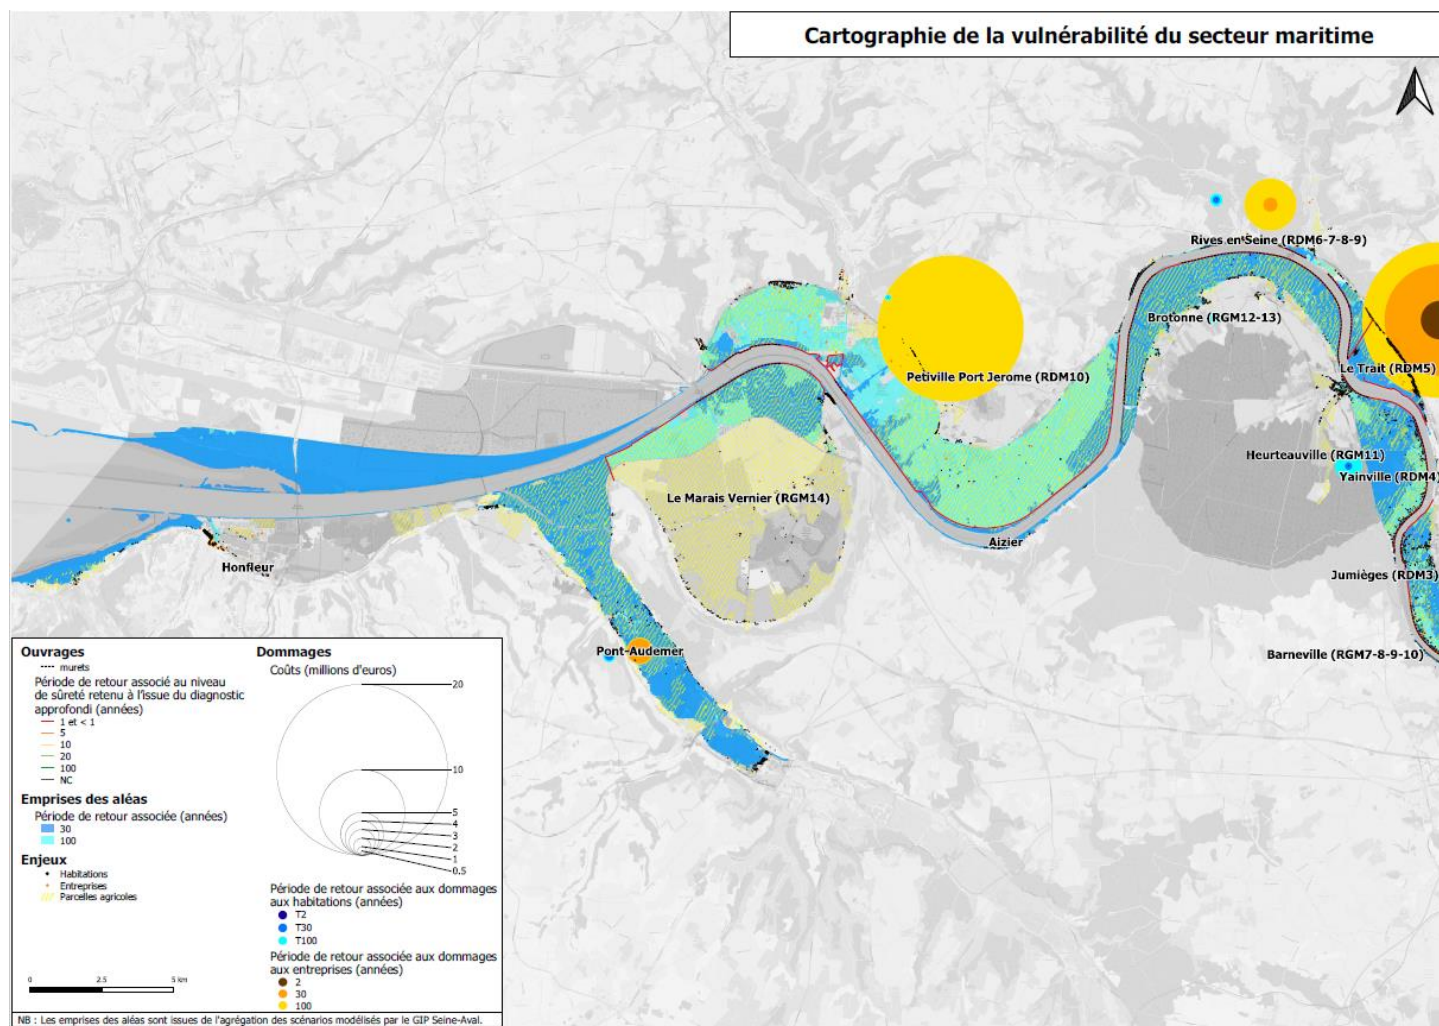 Cartographie de la vulnérabilité du secteur maritime
Rives en Seine (RDM6-7-8-9)
Brotonne (RGM12-13)
Petiville Port Jerome (RDM10)
Le Trait (RDM5)
Heurteauville (RGM11)
Yainville (RDM4)
Le Marais Vernier (RGM14)
Aizier
Honfleur
Jumièges (RDM3)
Pont-Audemer
Barneville (RGM7-8-9-10)
Ouvrages
murets
Période de retour associé au niveau
de sûreté retenu à l'issue du diagnostic
approfondi (années)
1 et < 1
5
10
20
100
NC
Emprises des aléas
Période de retour associée (années)
30
100
Enjeux
Habitations
Entreprises
Parcelles agricoles
0 2.5 5 km
Dommages
Coûts (millions d'euros)
20
10
5
4
3
2
1
0.5
Période de retour associée aux dommages
aux habitations (années)
T2
T30
T100
Période de retour associée aux dommages
aux entreprises (années)
2
30
100
NB : Les emprises des aléas sont issues de l'agrégation des scénarios modélisés par le GIP Seine-Aval.